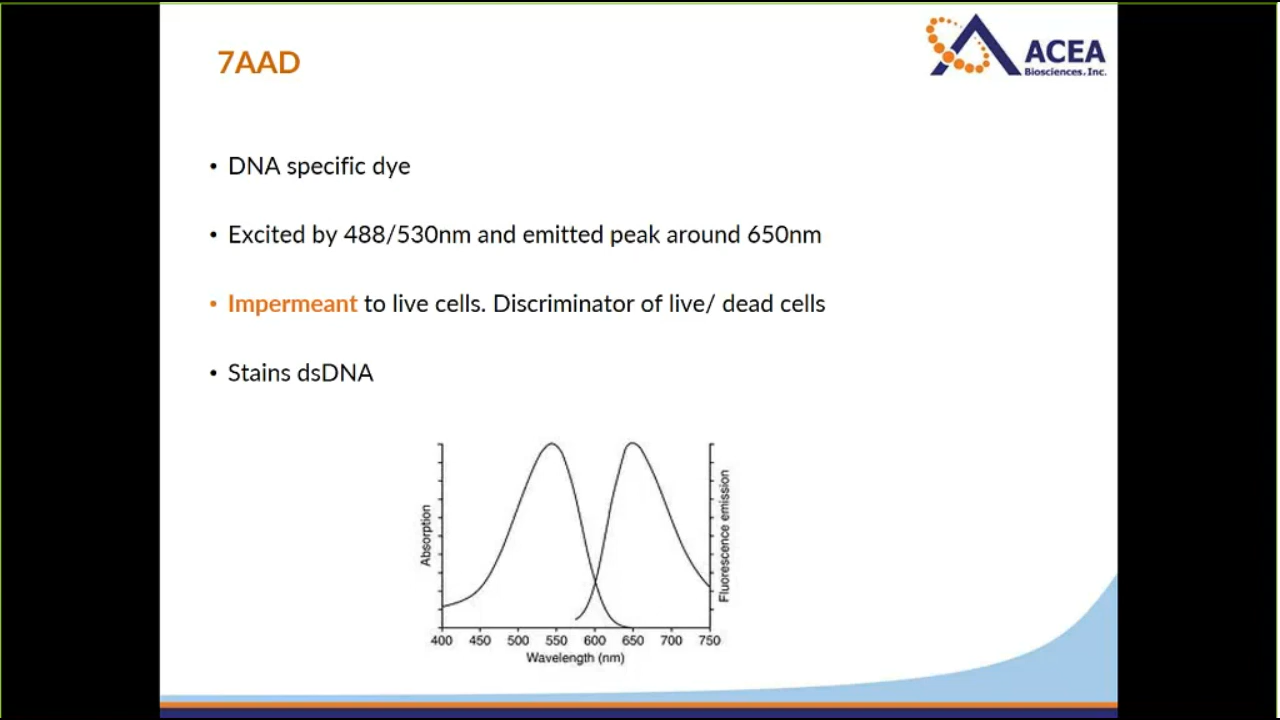 7AAD
ACEA
Biosciences, Inc.
• DNA specific dye
• Excited by 488/530nm and emitted peak around 650nm
• Impermeant to live cells. Discriminator of live/ dead cells
• Stains dsDNA
Absorption
Fluorescence emission
400 450 500 550 600 650 700 750
Wavelength (nm)